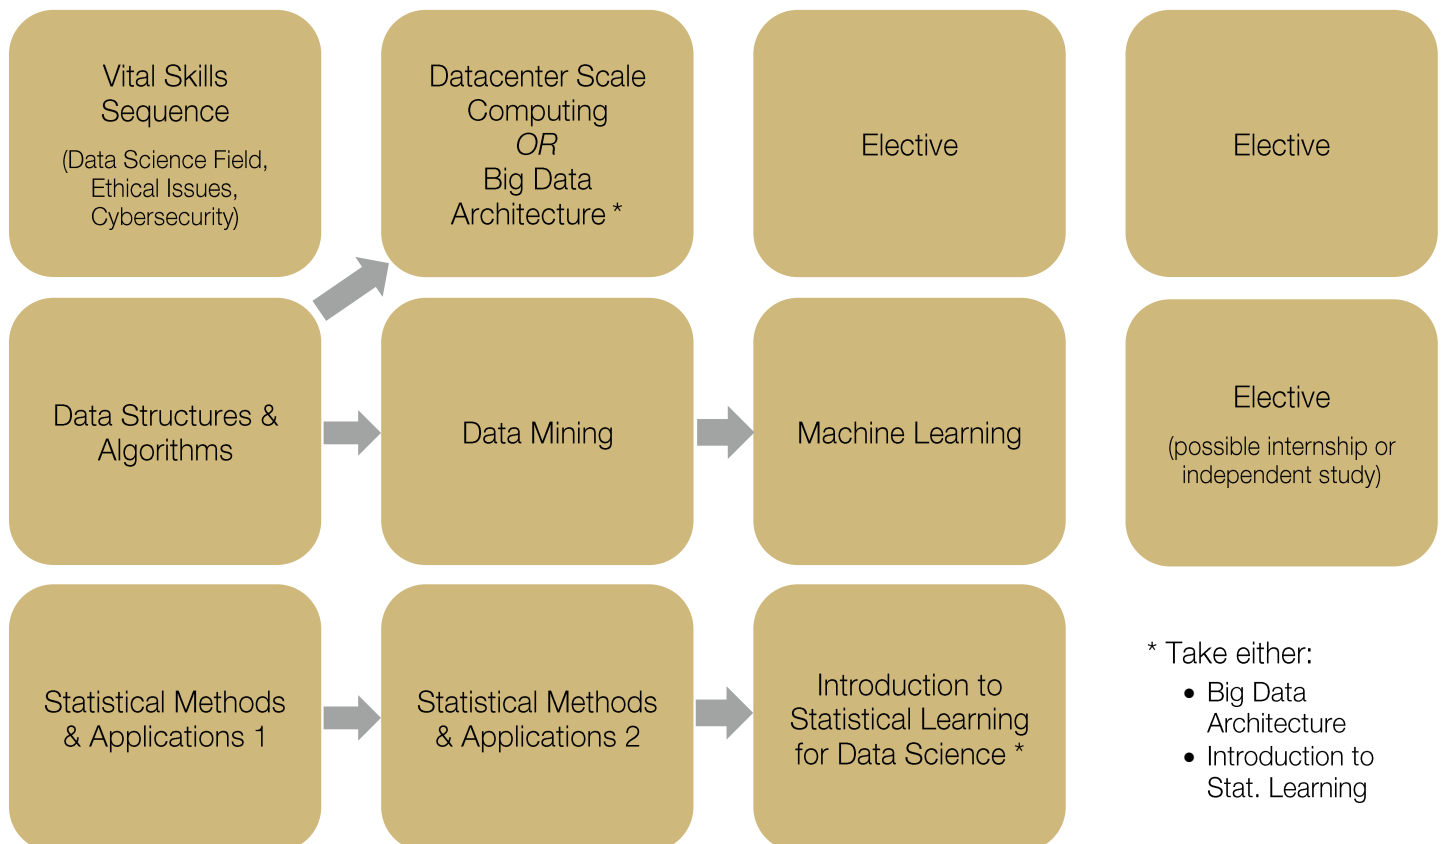 Vital Skills
Sequence
(Data Science Field,
Ethical Issues,
Cybersecurity)
Datacenter Scale
Computing
OR
Big Data
Architecture *
Elective
Elective
Data Structures &
Algorithms
Data Mining
Machine Learning
Elective
(possible internship or
independent study)
Statistical Methods
& Applications 1
Statistical Methods
& Applications 2
Introduction to
Statistical Learning
for Data Science *
* Take either:
• Big Data
Architecture
• Introduction to
Stat. Learning